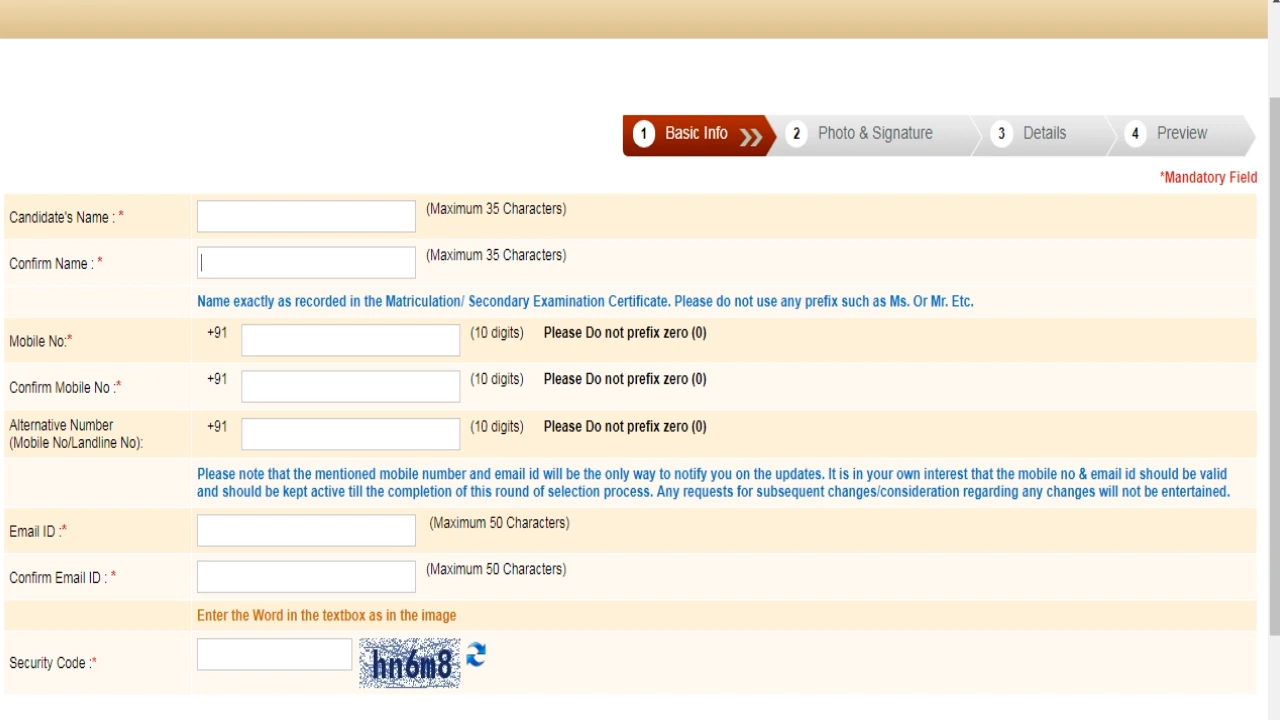 1 Basic Info 2 Photo & Signature 3 Details 4 Preview
*Mandatory Field
Candidate's Name : * (Maximum 35 Characters)
Confirm Name : * (Maximum 35 Characters)
Name exactly as recorded in the Matriculation/ Secondary Examination Certificate. Please do not use any prefix such as Ms. Or Mr. Etc.
Mobile No:* +91 (10 digits) Please Do not prefix zero (0)
Confirm Mobile No :* +91 (10 digits) Please Do not prefix zero (0)
Alternative Number
(Mobile No/Landline No): +91 (10 digits) Please Do not prefix zero (0)
Please note that the mentioned mobile number and email id will be the only way to notify you on the updates. It is in your own interest that the mobile no & email id should be valid
and should be kept active till the completion of this round of selection process. Any requests for subsequent changes/consideration regarding any changes will not be entertained.
Email ID :* (Maximum 50 Characters)
Confirm Email ID : * (Maximum 50 Characters)
Enter the Word in the textbox as in the image
Security Code :* hn6m8